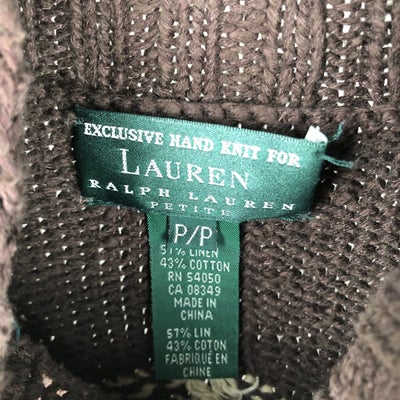 EXCLUSIVE HAND KNIT FOR
LAUREN
RALPH LAUREN
PETITE
P/P
57% LINEN
43% COTTON
RN 54050
CA 08349
MADE IN
CHINA
57% LIN
43% COTON
FABRIQUÉ EN
CHINE